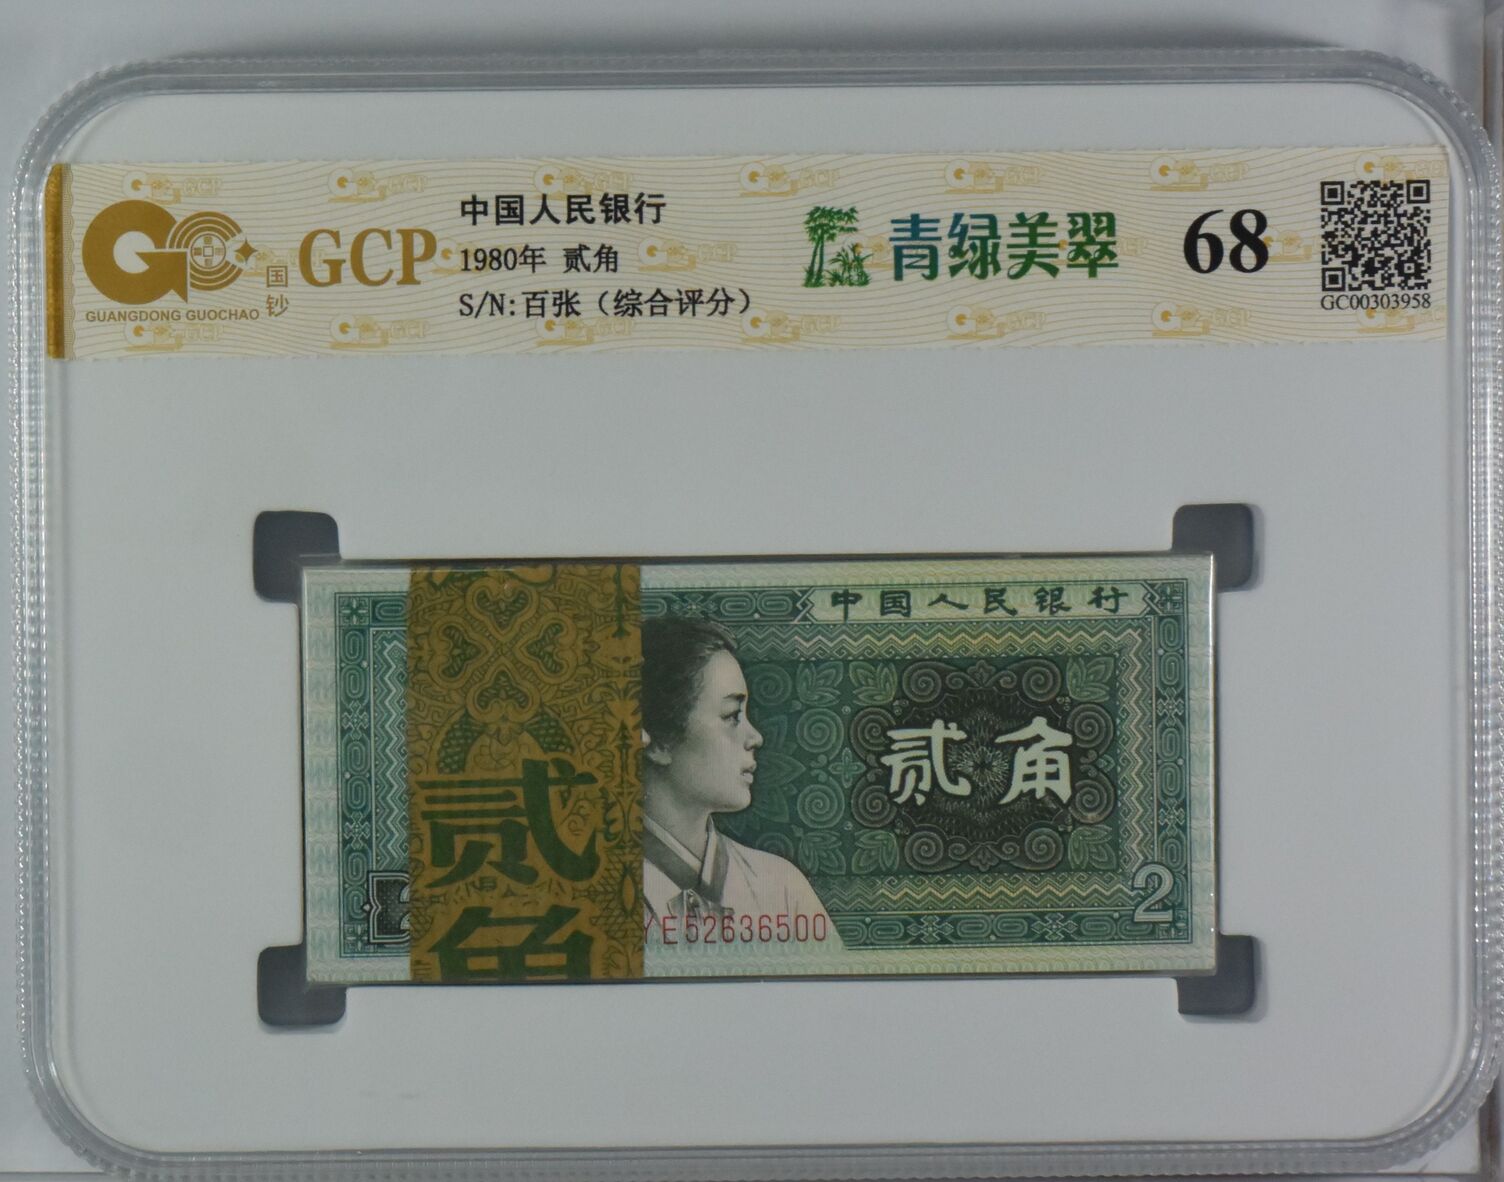 GUANGDONG GUOCHAO
国钞
GCP
中国人民银行
1980年 贰角
S/N:百张（综合评分）
青绿美翠
68
GC00303958
中国人民银行
贰角
贰角
YE52636500
2